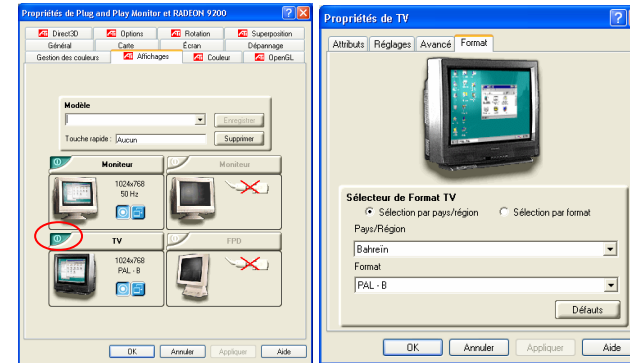 Propriétés de Plug and Play Monitor et RADEON 9200
Direct3D Options Rotation Superposition
Général Carte Écran Dépannage
Gestion des couleurs Affichages Couleur OpenGL
Modèle
Enregistrer
Touche rapide : Aucun Supprimer
Moniteur Moniteur
1024x768
50 Hz
TV FPD
1024x768
PAL - B
OK Annuler Appliquer Aide
Propriétés de TV
Attributs Réglages Avancé Format
Sélecteur de Format TV
Sélection par pays/région Sélection par format
Pays/Région
Bahreïn
Format
PAL - B
Défauts
OK Annuler Appliquer Aide